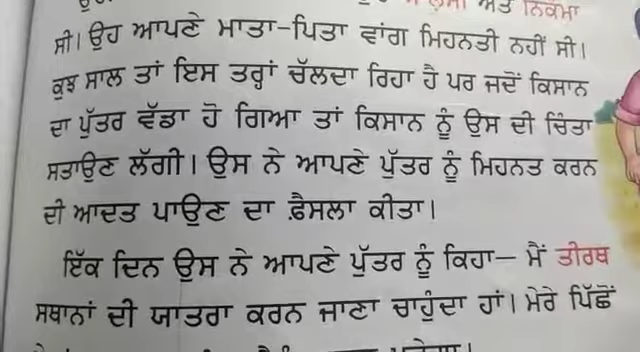 ਅਤੇ ਨਿਕੰਮਾ
ਸੀ। ਉਹ ਆਪਣੇ ਮਾਤਾ-ਪਿਤਾ ਵਾਂਗ ਮਿਹਨਤੀ ਨਹੀਂ ਸੀ।
ਕੁਝ ਸਾਲ ਤਾਂ ਇਸ ਤਰ੍ਹਾਂ ਚੱਲਦਾ ਰਿਹਾ ਹੈ ਪਰ ਜਦੋਂ ਕਿਸਾਨ
ਦਾ ਪੁੱਤਰ ਵੱਡਾ ਹੋ ਗਿਆ ਤਾਂ ਕਿਸਾਨ ਨੂੰ ਉਸ ਦੀ ਚਿੰਤਾ
ਸਤਾਉਣ ਲੱਗੀ। ਉਸ ਨੇ ਆਪਣੇ ਪੁੱਤਰ ਨੂੰ ਮਿਹਨਤ ਕਰਨ
ਦੀ ਆਦਤ ਪਾਉਣ ਦਾ ਫ਼ੈਸਲਾ ਕੀਤਾ।
ਇੱਕ ਦਿਨ ਉਸ ਨੇ ਆਪਣੇ ਪੁੱਤਰ ਨੂੰ ਕਿਹਾ— ਮੈਂ ਤੀਰਥ
ਸਥਾਨਾਂ ਦੀ ਯਾਤਰਾ ਕਰਨ ਜਾਣਾ ਚਾਹੁੰਦਾ ਹਾਂ। ਮੇਰੇ ਪਿੱਛੋਂ